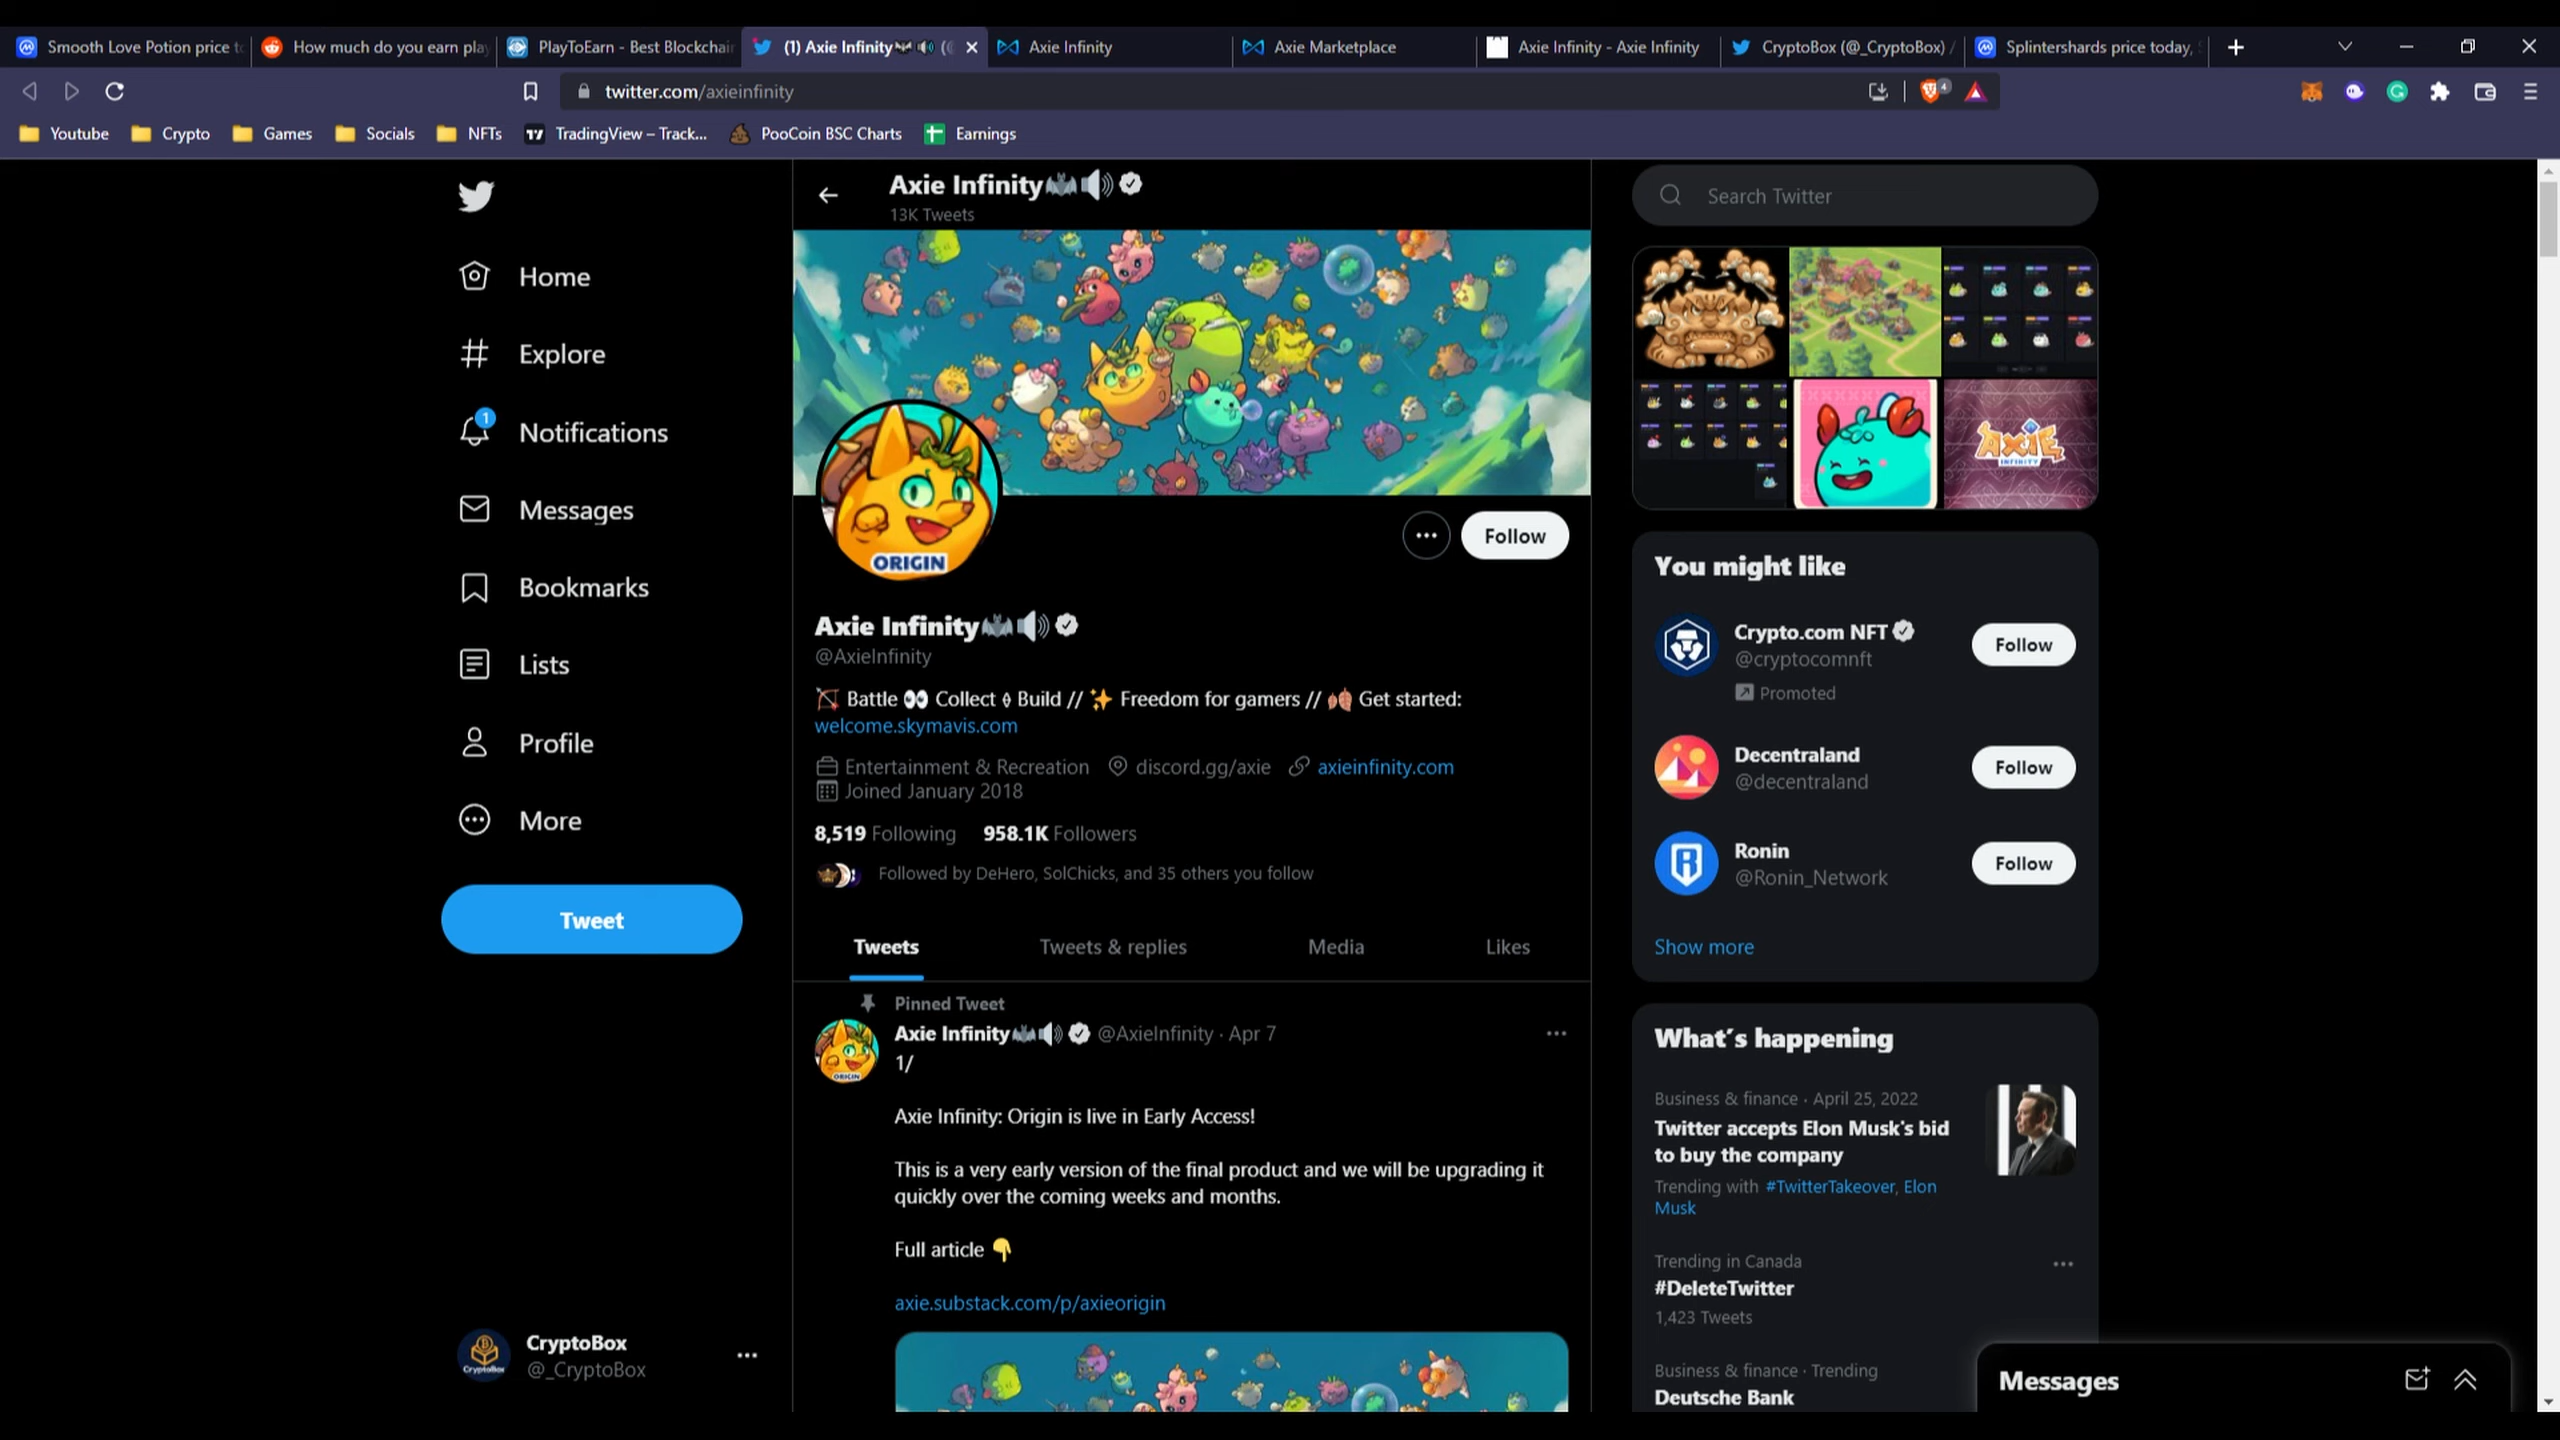 Smooth Love Potion price to
How much do you earn play
PlayToEarn - Best Blockchain
(1) Axie Infinity
Axie Infinity
Axie Marketplace
Axie Infinity - Axie Infinity
CryptoBox (@_CryptoBox) /
Splintershards price today,
twitter.com/axieinfinity
4
Youtube
Crypto
Games
Socials
NFTs
TradingView – Track...
PooCoin BSC Charts
Earnings
Home
Explore
1
Notifications
Messages
Bookmarks
Lists
Profile
More
Tweet
CryptoBox
@_CryptoBox
Axie Infinity🦇🔊
13K Tweets
ORIGIN
Follow
Axie Infinity🦇🔊
@AxieInfinity
🏹 Battle 👀 Collect ⚱ Build // ✨ Freedom for gamers // 🫁 Get started:
welcome.skymavis.com
Entertainment & Recreation discord.gg/axie axieinfinity.com
Joined January 2018
8,519 Following 958.1K Followers
Followed by DeHero, SolChicks, and 35 others you follow
Tweets Tweets & replies Media Likes
Pinned Tweet
Axie Infinity🦇🔊 @AxieInfinity · Apr 7
1/
Axie Infinity: Origin is live in Early Access!
This is a very early version of the final product and we will be upgrading it
quickly over the coming weeks and months.
Full article 👇
axie.substack.com/p/axieorigin
ORIGIN
Search Twitter
AXIE
INFINITY
You might like
Crypto.com NFT
@cryptocomnft
Promoted
Follow
Decentraland
@decentraland
Follow
Ronin
@Ronin_Network
Follow
Show more
What's happening
Business & finance · April 25, 2022
Twitter accepts Elon Musk's bid
to buy the company
Trending with #TwitterTakeover, Elon
Musk
Trending in Canada
#DeleteTwitter
1,423 Tweets
Business & finance · Trending
Deutsche Bank
Messages